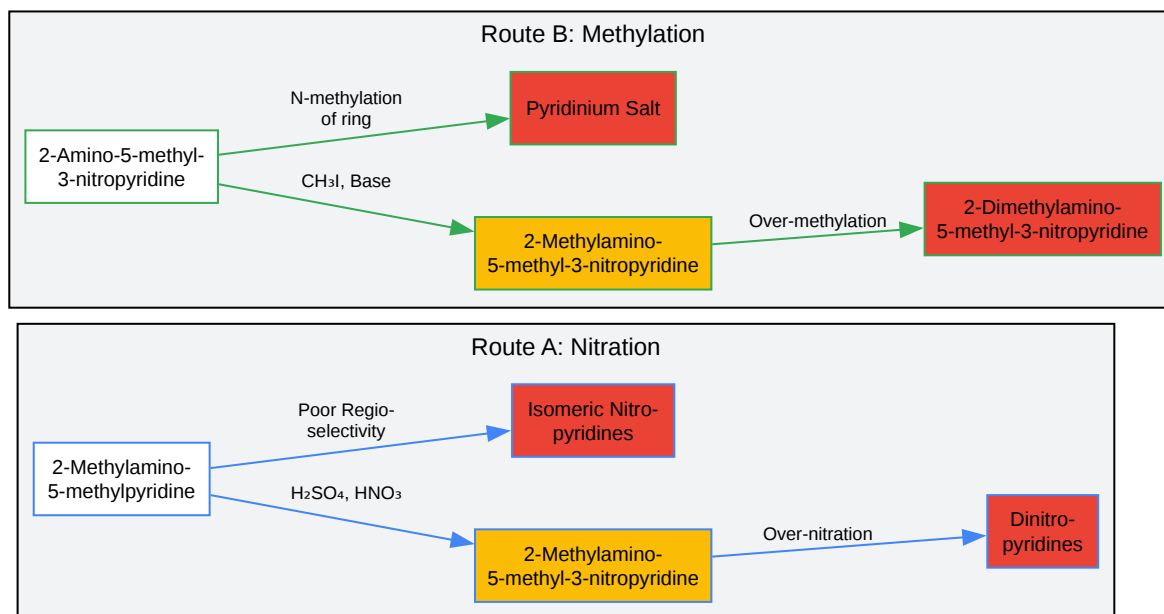 Route B: Methylation
N-methylation
of ring
Pyridinium Salt
2-Amino-5-methyl-
3-nitropyridine
CH₃I, Base
2-Methylamino-
5-methyl-3-nitropyridine
Over-methylation
2-Dimethylamino-
5-methyl-3-nitropyridine
Route A: Nitration
Poor Regio-
selectivity
Isomeric Nitro-
pyridines
2-Methylamino-
5-methylpyridine
H₂SO₄, HNO₃
2-Methylamino-
5-methyl-3-nitropyridine
Over-nitration
Dinitro-
pyridines